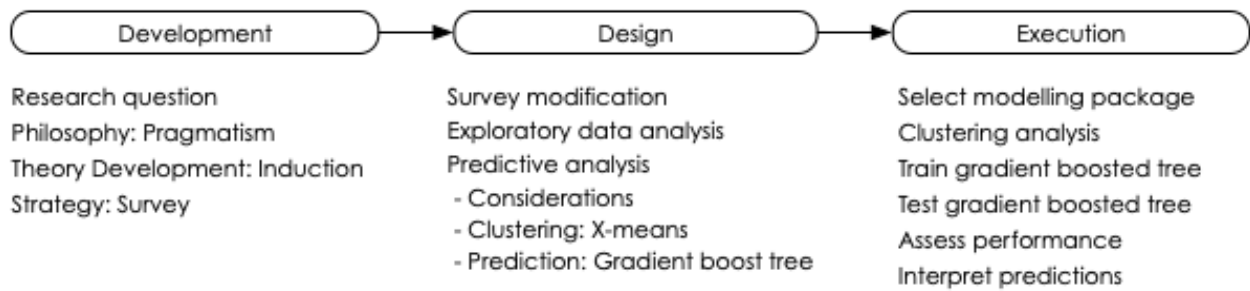 Development
Research question
Philosophy: Pragmatism
Theory Development: Induction
Strategy: Survey
Design
Survey modification
Exploratory data analysis
Predictive analysis
- Considerations
- Clustering: X-means
- Prediction: Gradient boost tree
Execution
Select modelling package
Clustering analysis
Train gradient boosted tree
Test gradient boosted tree
Assess performance
Interpret predictions